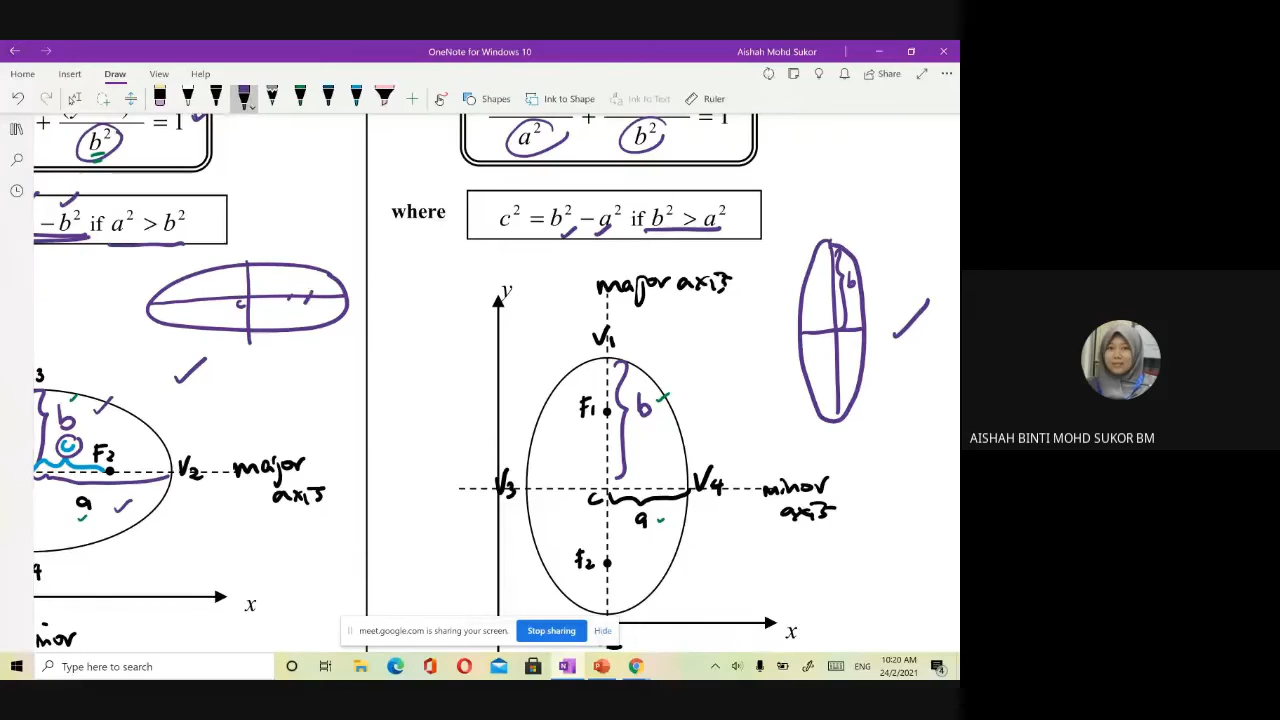 OneNote for Windows 10
Aishah Mohd Sukor
Home Insert Draw View Help
Share
Shapes Ink to Shape Ink to Text Ruler
+ b² = 1
a² + b² = 1
− b² if a² > b²
where c² = b² − a² if b² > a²
b
c
y
major axis
V1
3
b
F1 b
c F2
V2 major axis
a
V3 C V4 minor axis
a
F2
4
x
x
minor
meet.google.com is sharing your screen. Stop sharing Hide
Type here to search
ENG
10:20 AM
24/2/2021
4
AISHAH BINTI MOHD SUKOR BM